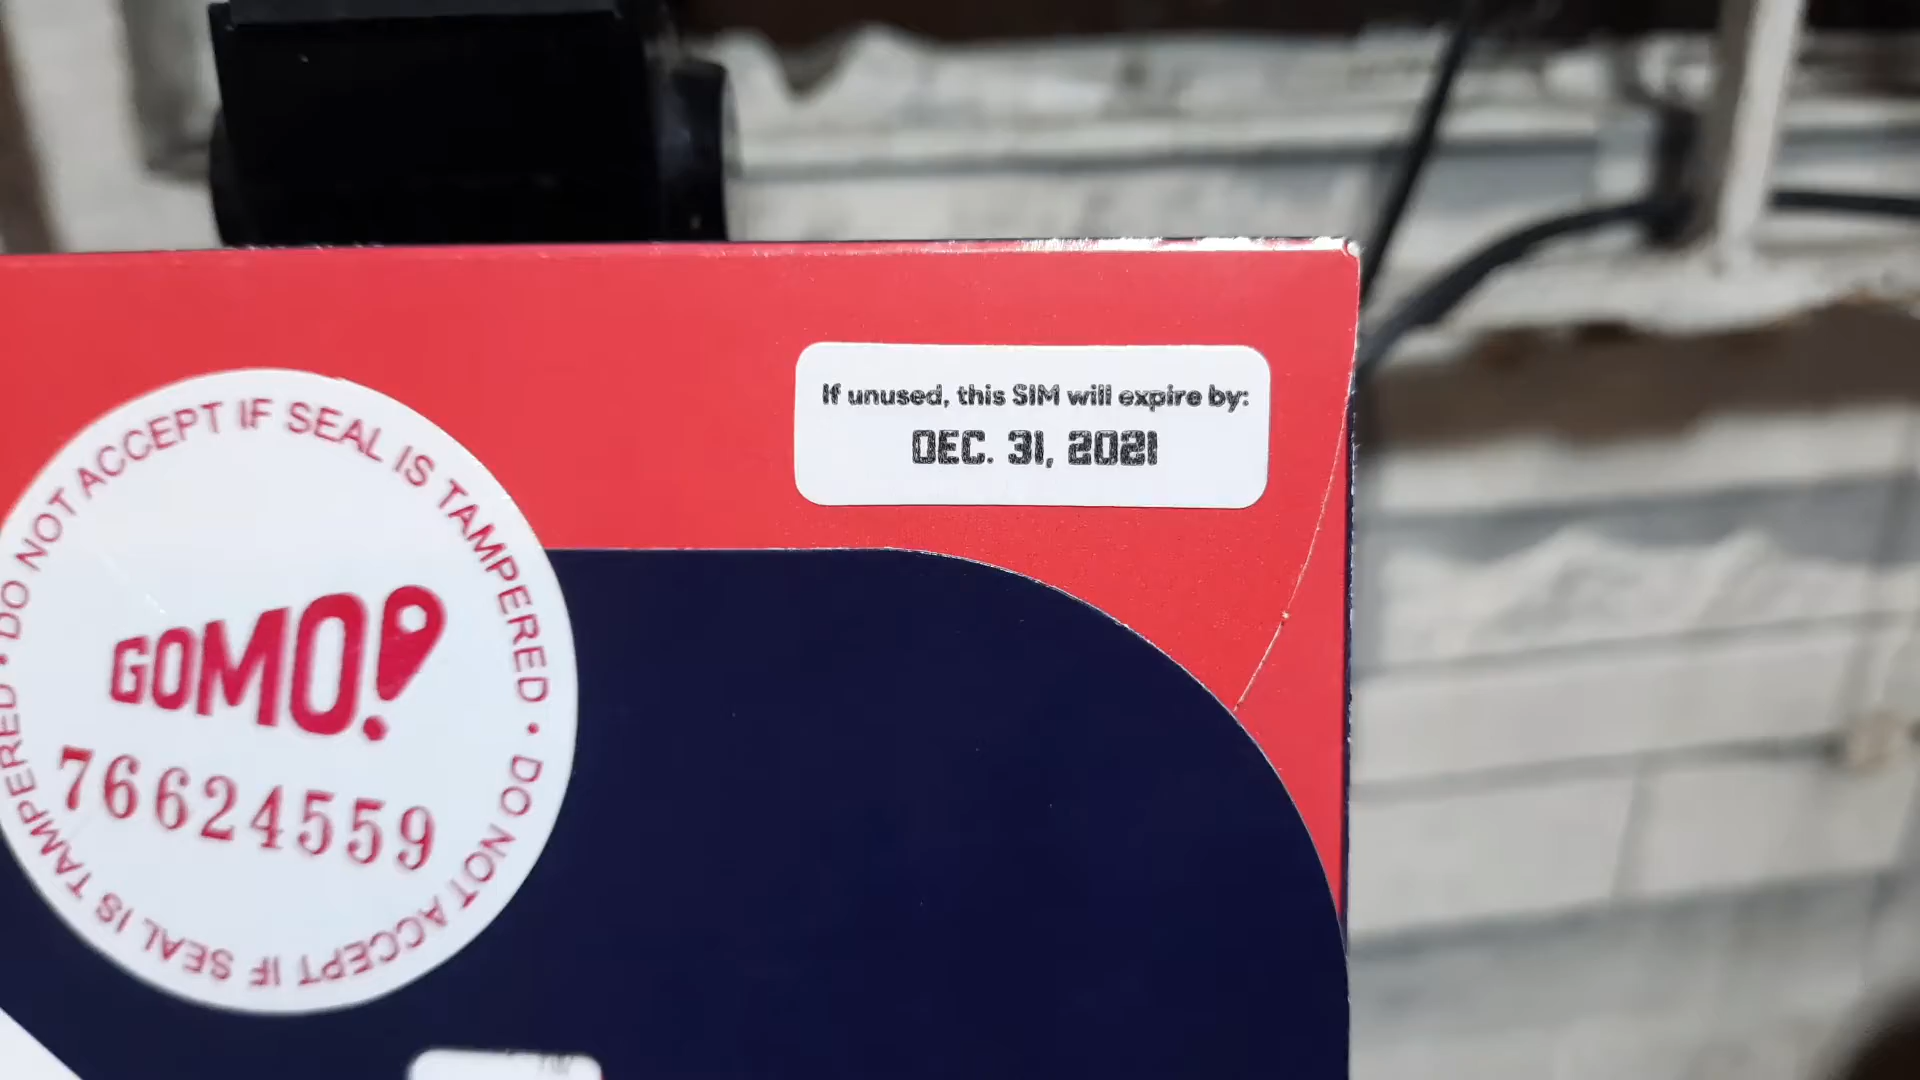 If unused, this SIM will expire by:
DEC. 31, 2021
DO NOT ACCEPT IF SEAL IS TAMPERED • DO NOT ACCEPT IF SEAL IS TAMPERED •
GOMO!
76624559